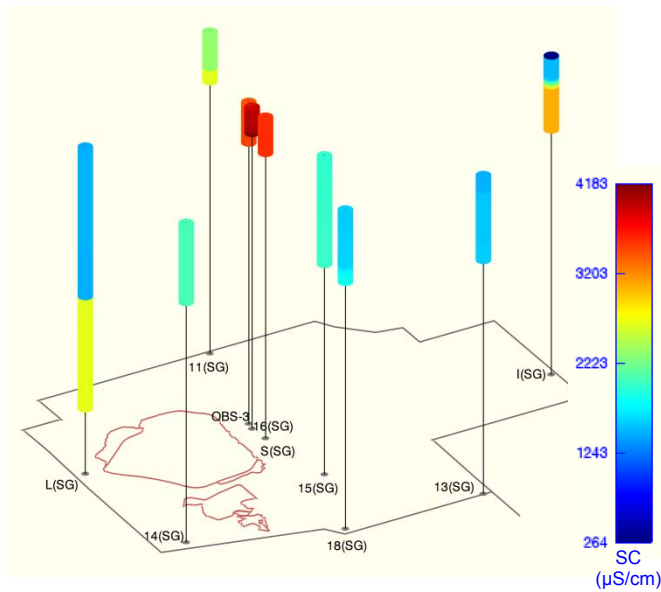 4183
3203
2223
1243
264
SC
(µS/cm)
11(SG)
I(SG)
OBS-3
16(SG)
S(SG)
L(SG)
15(SG)
13(SG)
14(SG)
18(SG)